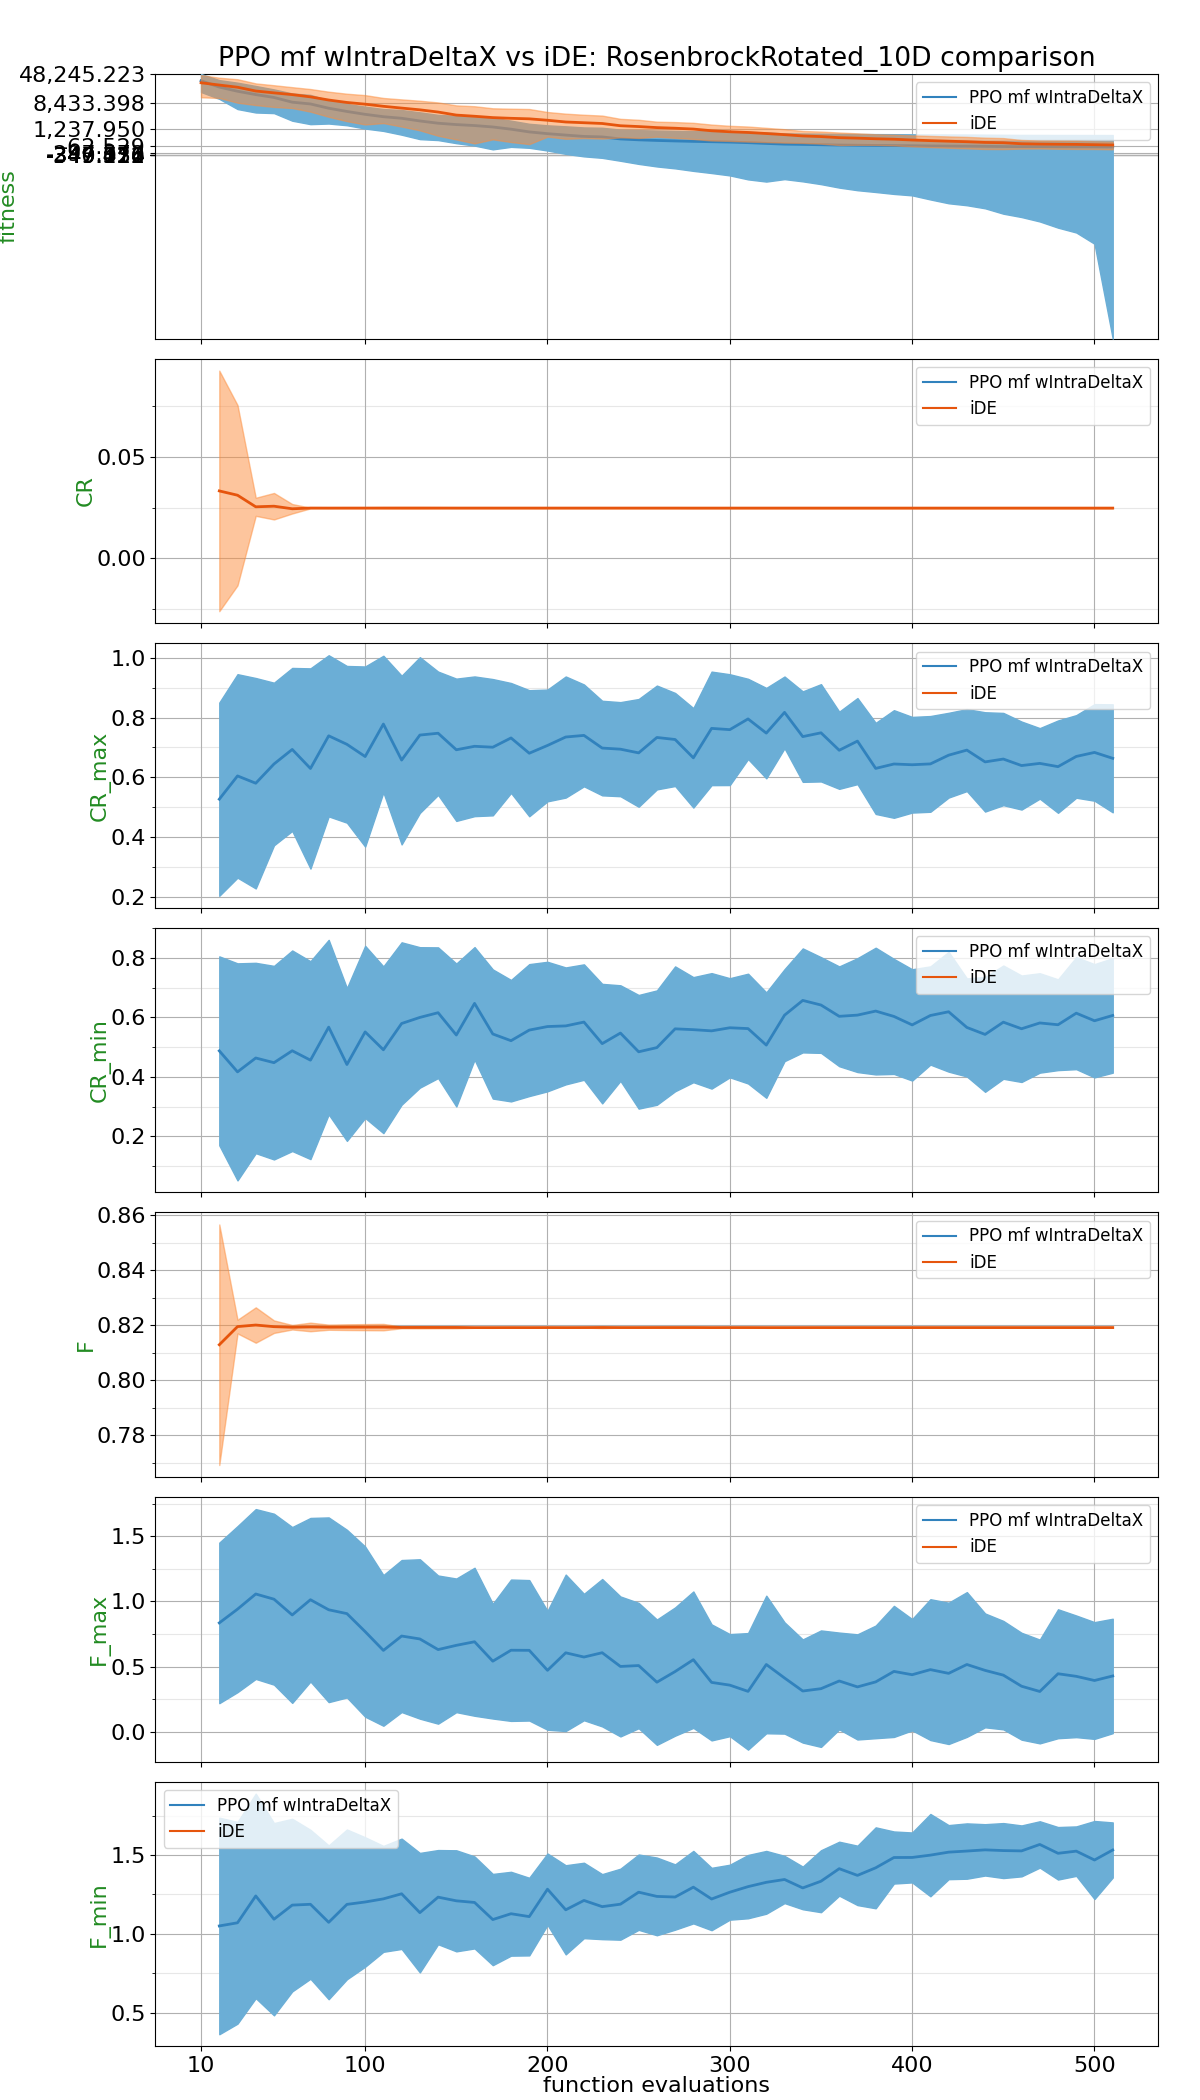 PPO mf wIntraDeltaX vs iDE: RosenbrockRotated_10D comparison
48,245.223
8,433.398
1,237.950
fitness
PPO mf wIntraDeltaX
iDE
0.05
0.00
CR
PPO mf wIntraDeltaX
iDE
1.0
0.8
0.6
0.4
0.2
CR_max
PPO mf wIntraDeltaX
iDE
0.8
0.6
0.4
0.2
CR_min
PPO mf wIntraDeltaX
iDE
0.86
0.84
0.82
0.80
0.78
F
PPO mf wIntraDeltaX
iDE
1.5
1.0
0.5
0.0
F_max
PPO mf wIntraDeltaX
iDE
1.5
1.0
0.5
F_min
PPO mf wIntraDeltaX
iDE
10 100 200 300 400 500
function evaluations